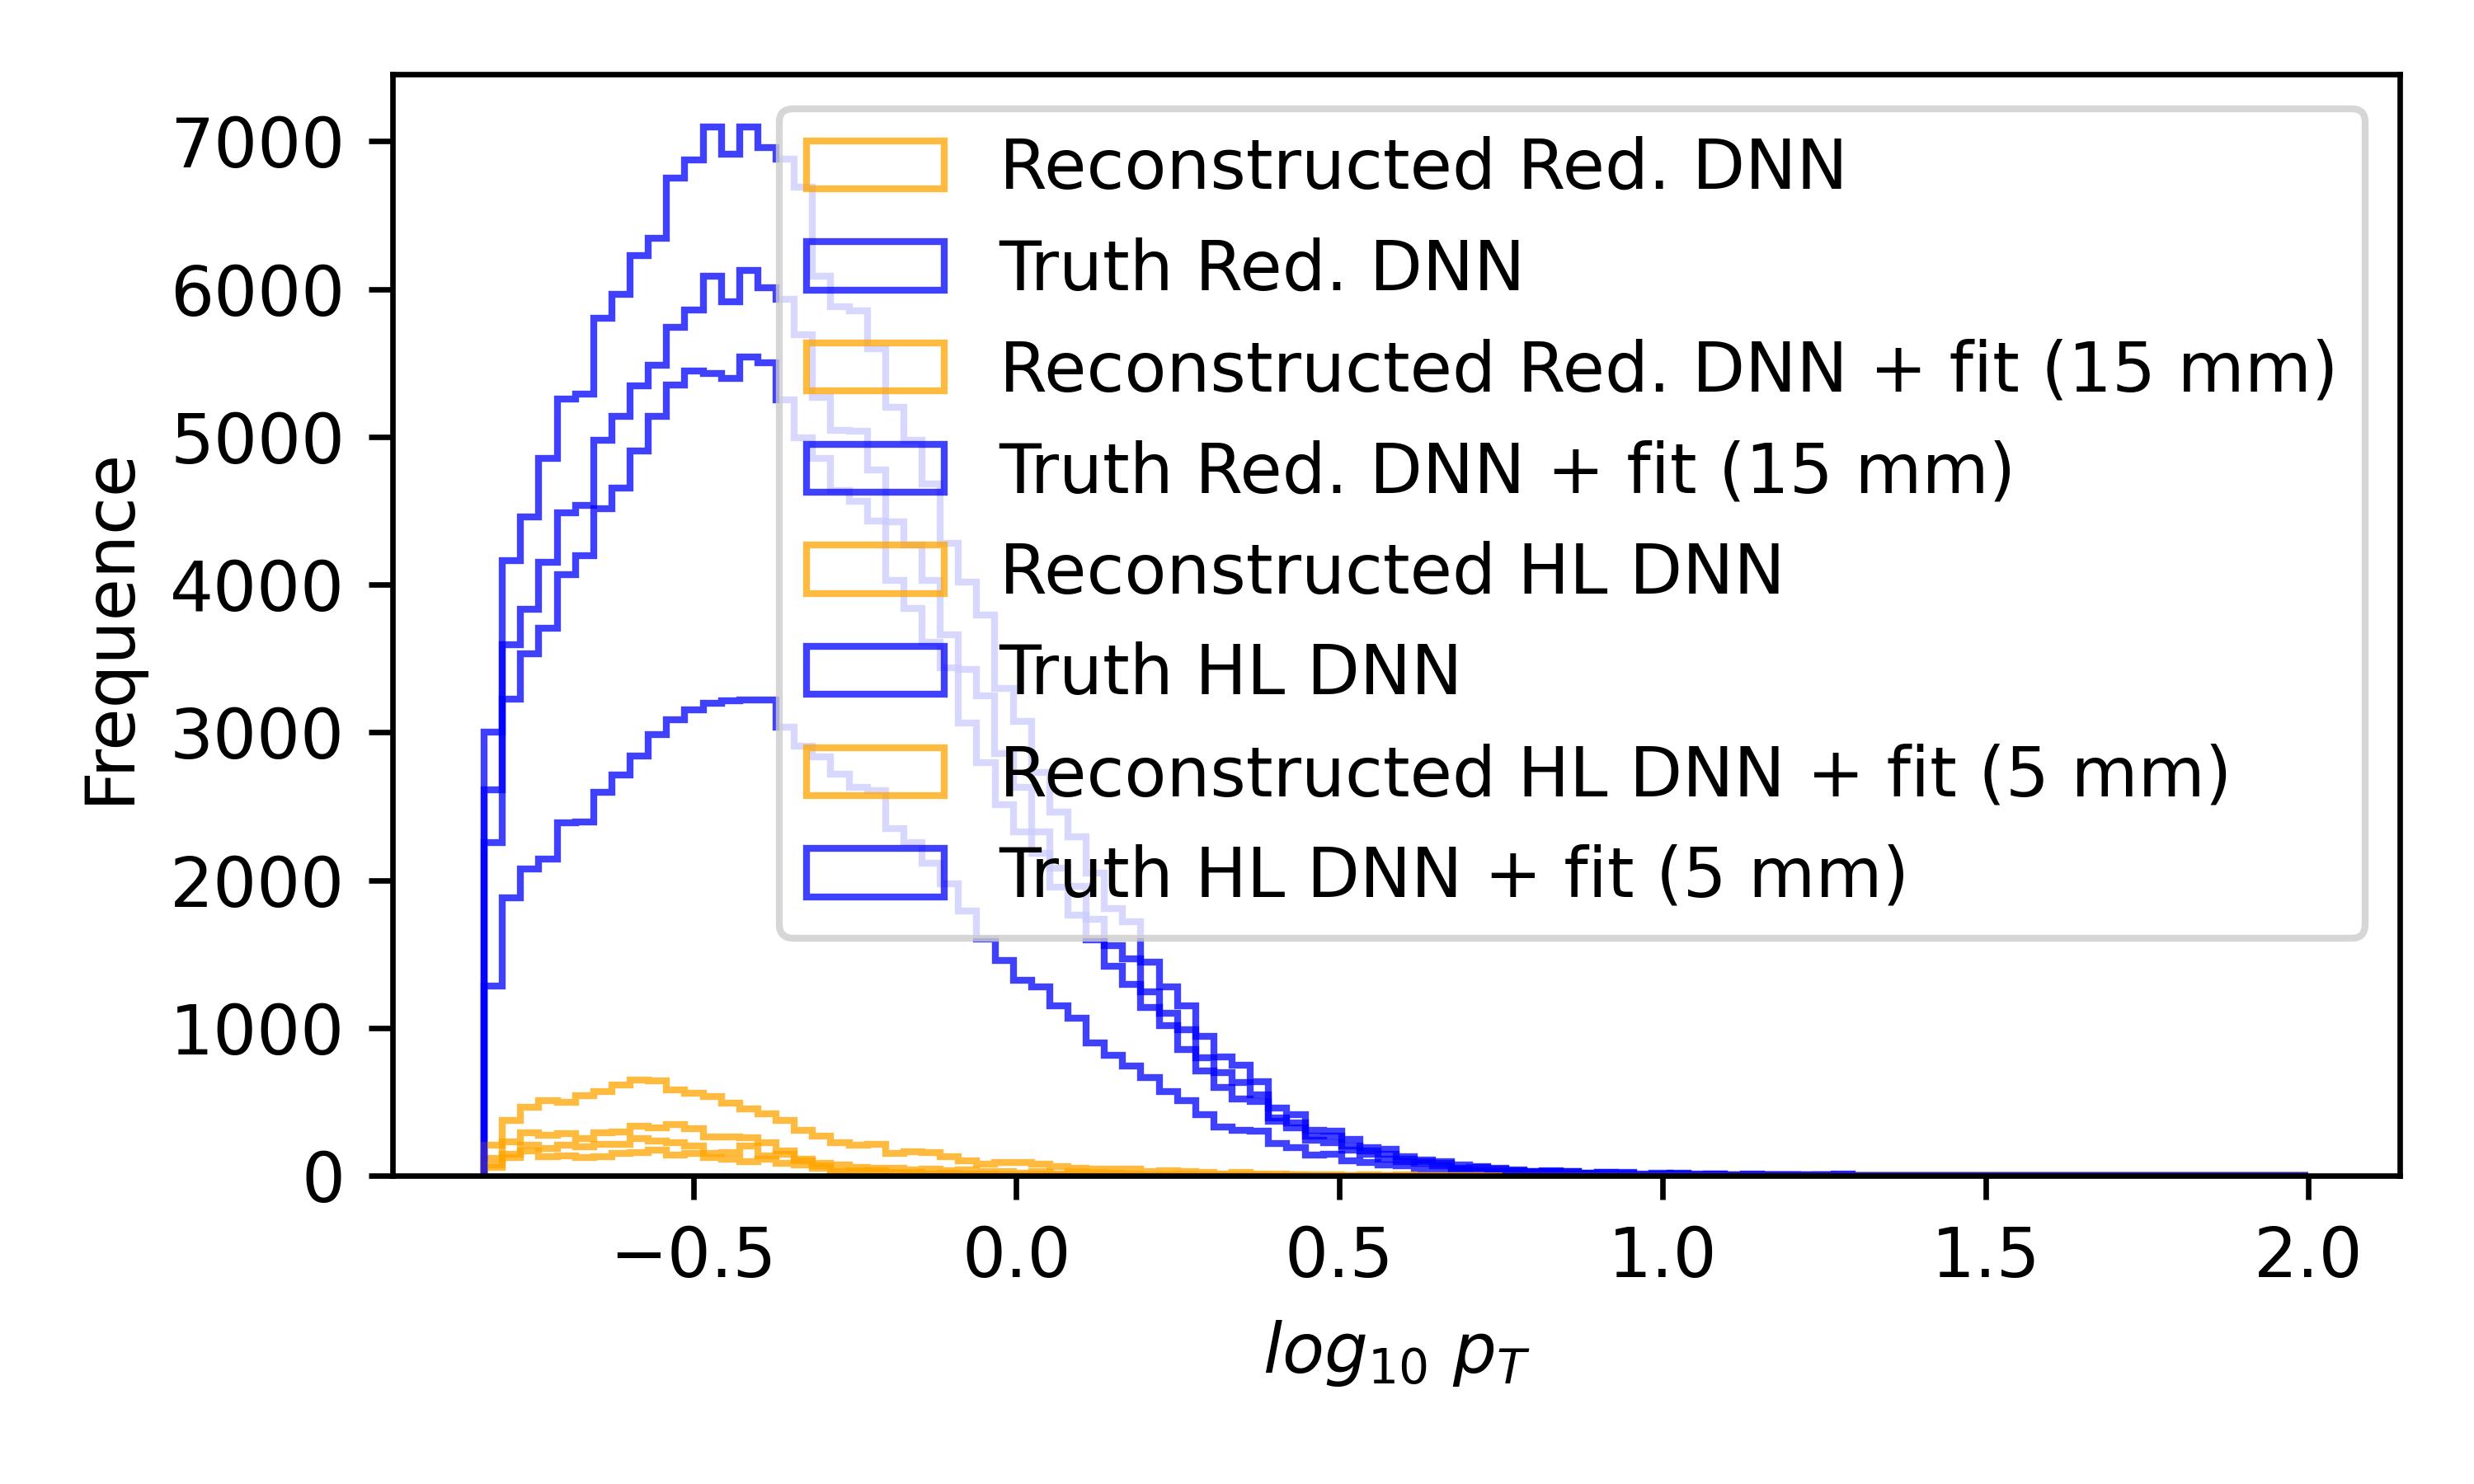 7000
6000
5000
4000
3000
2000
1000
0
Frequence
Reconstructed Red. DNN
Truth Red. DNN
Reconstructed Red. DNN + fit (15 mm)
Truth Red. DNN + fit (15 mm)
Reconstructed HL DNN
Truth HL DNN
Reconstructed HL DNN + fit (5 mm)
Truth HL DNN + fit (5 mm)
−0.5 0.0 0.5 1.0 1.5 2.0
log₁₀ p_T